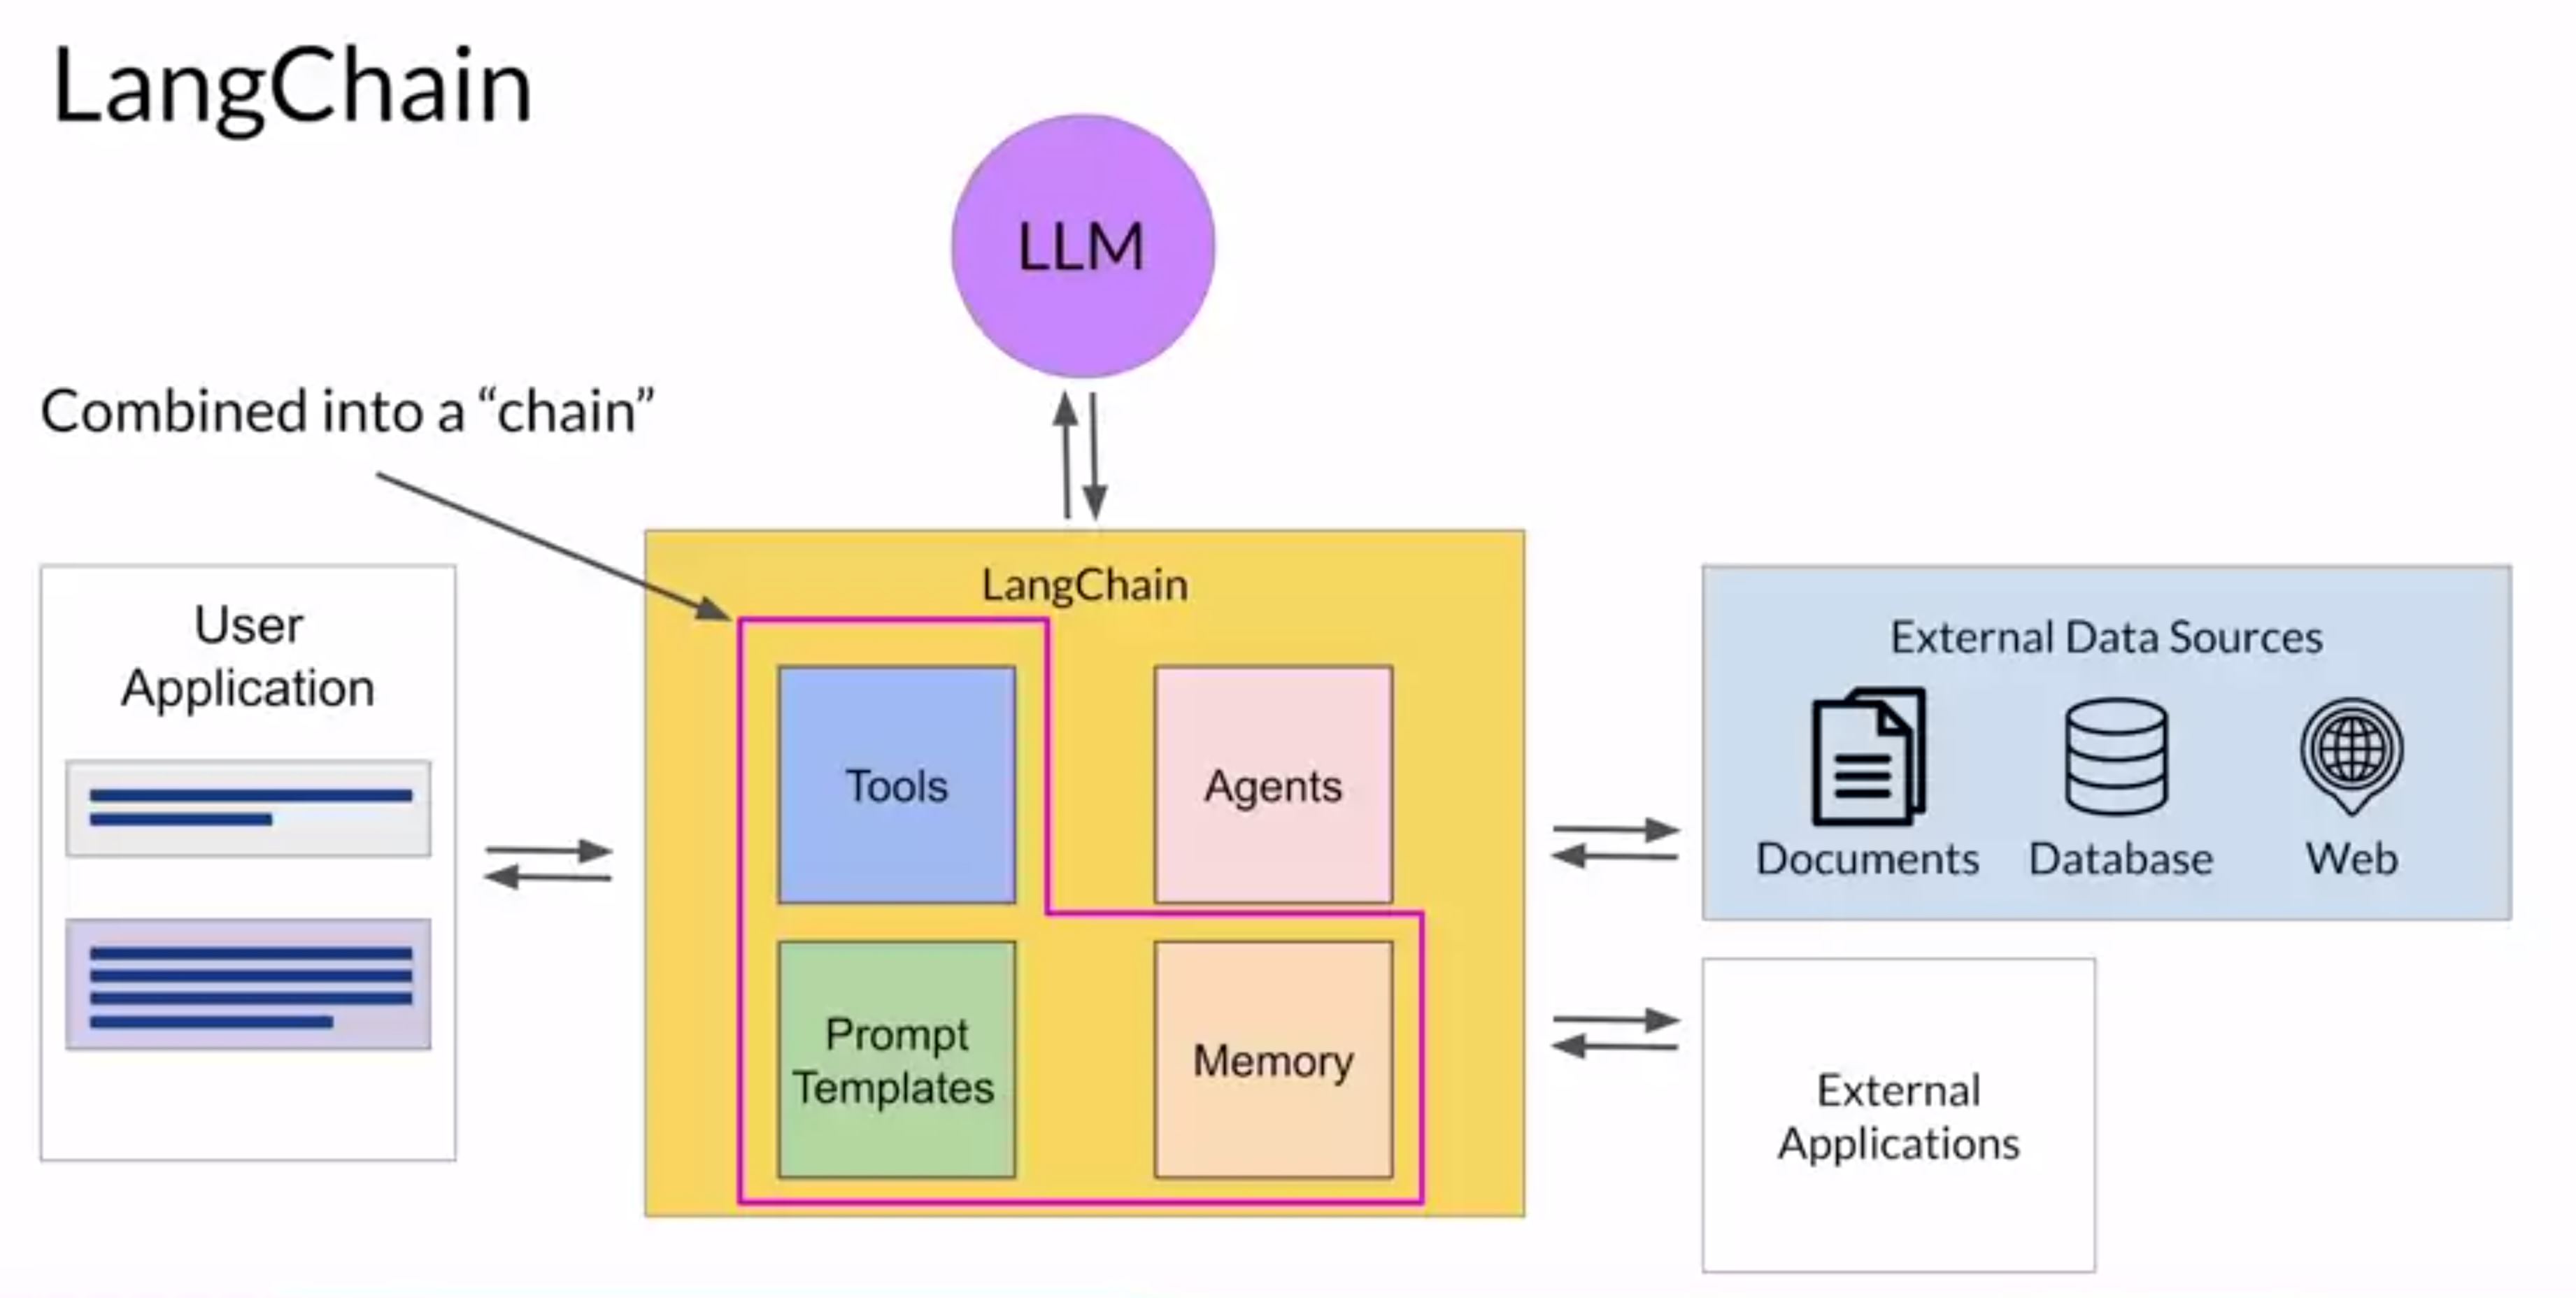 LangChain
LLM
Combined into a “chain”
User
Application
LangChain
Tools
Agents
Prompt
Templates
Memory
External Data Sources
Documents
Database
Web
External
Applications